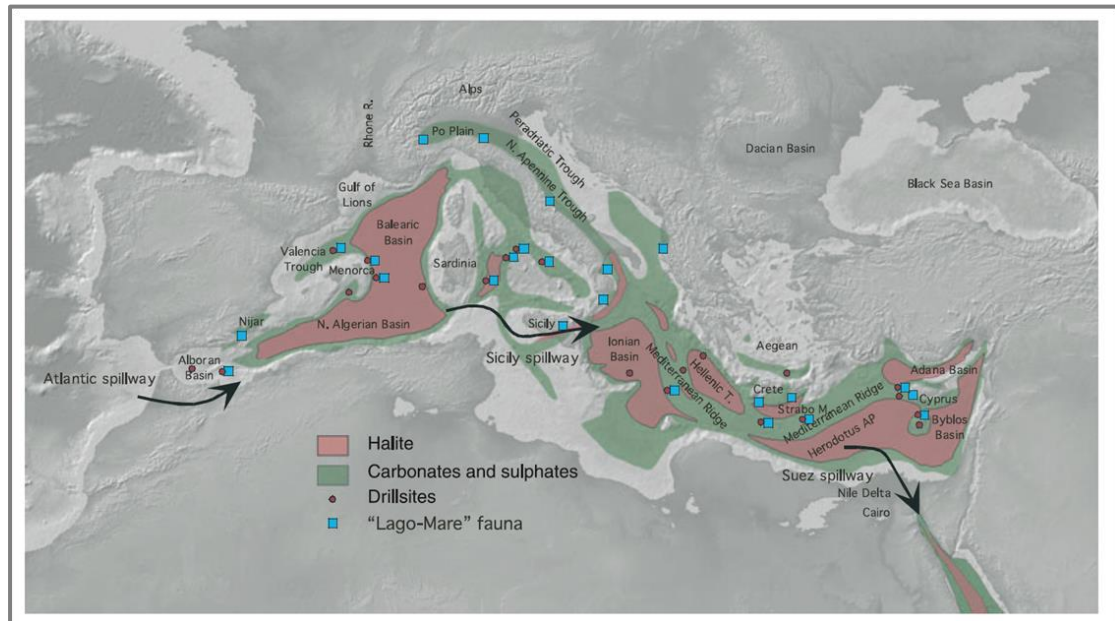 Alps
Rhone R.
Po Plain
Peradriatic Trough
N. Apennine Trough
Dacian Basin
Black Sea Basin
Gulf of
Lions
Balearic
Basin
Valencia
Trough
Menorca
Sardinia
Nijar
N. Algerian Basin
Sicily
Sicily spillway
Alboran
Basin
Atlantic spillway
Ionian
Basin
Mediterranean Ridge
Hellenic T.
Aegean
Crete
Strabo M.
Mediterranean Ridge
Adana Basin
Cyprus
Byblos
Basin
Herodotus AP
Suez spillway
Nile Delta
Cairo
Halite
Carbonates and sulphates
Drillsites
“Lago-Mare” fauna